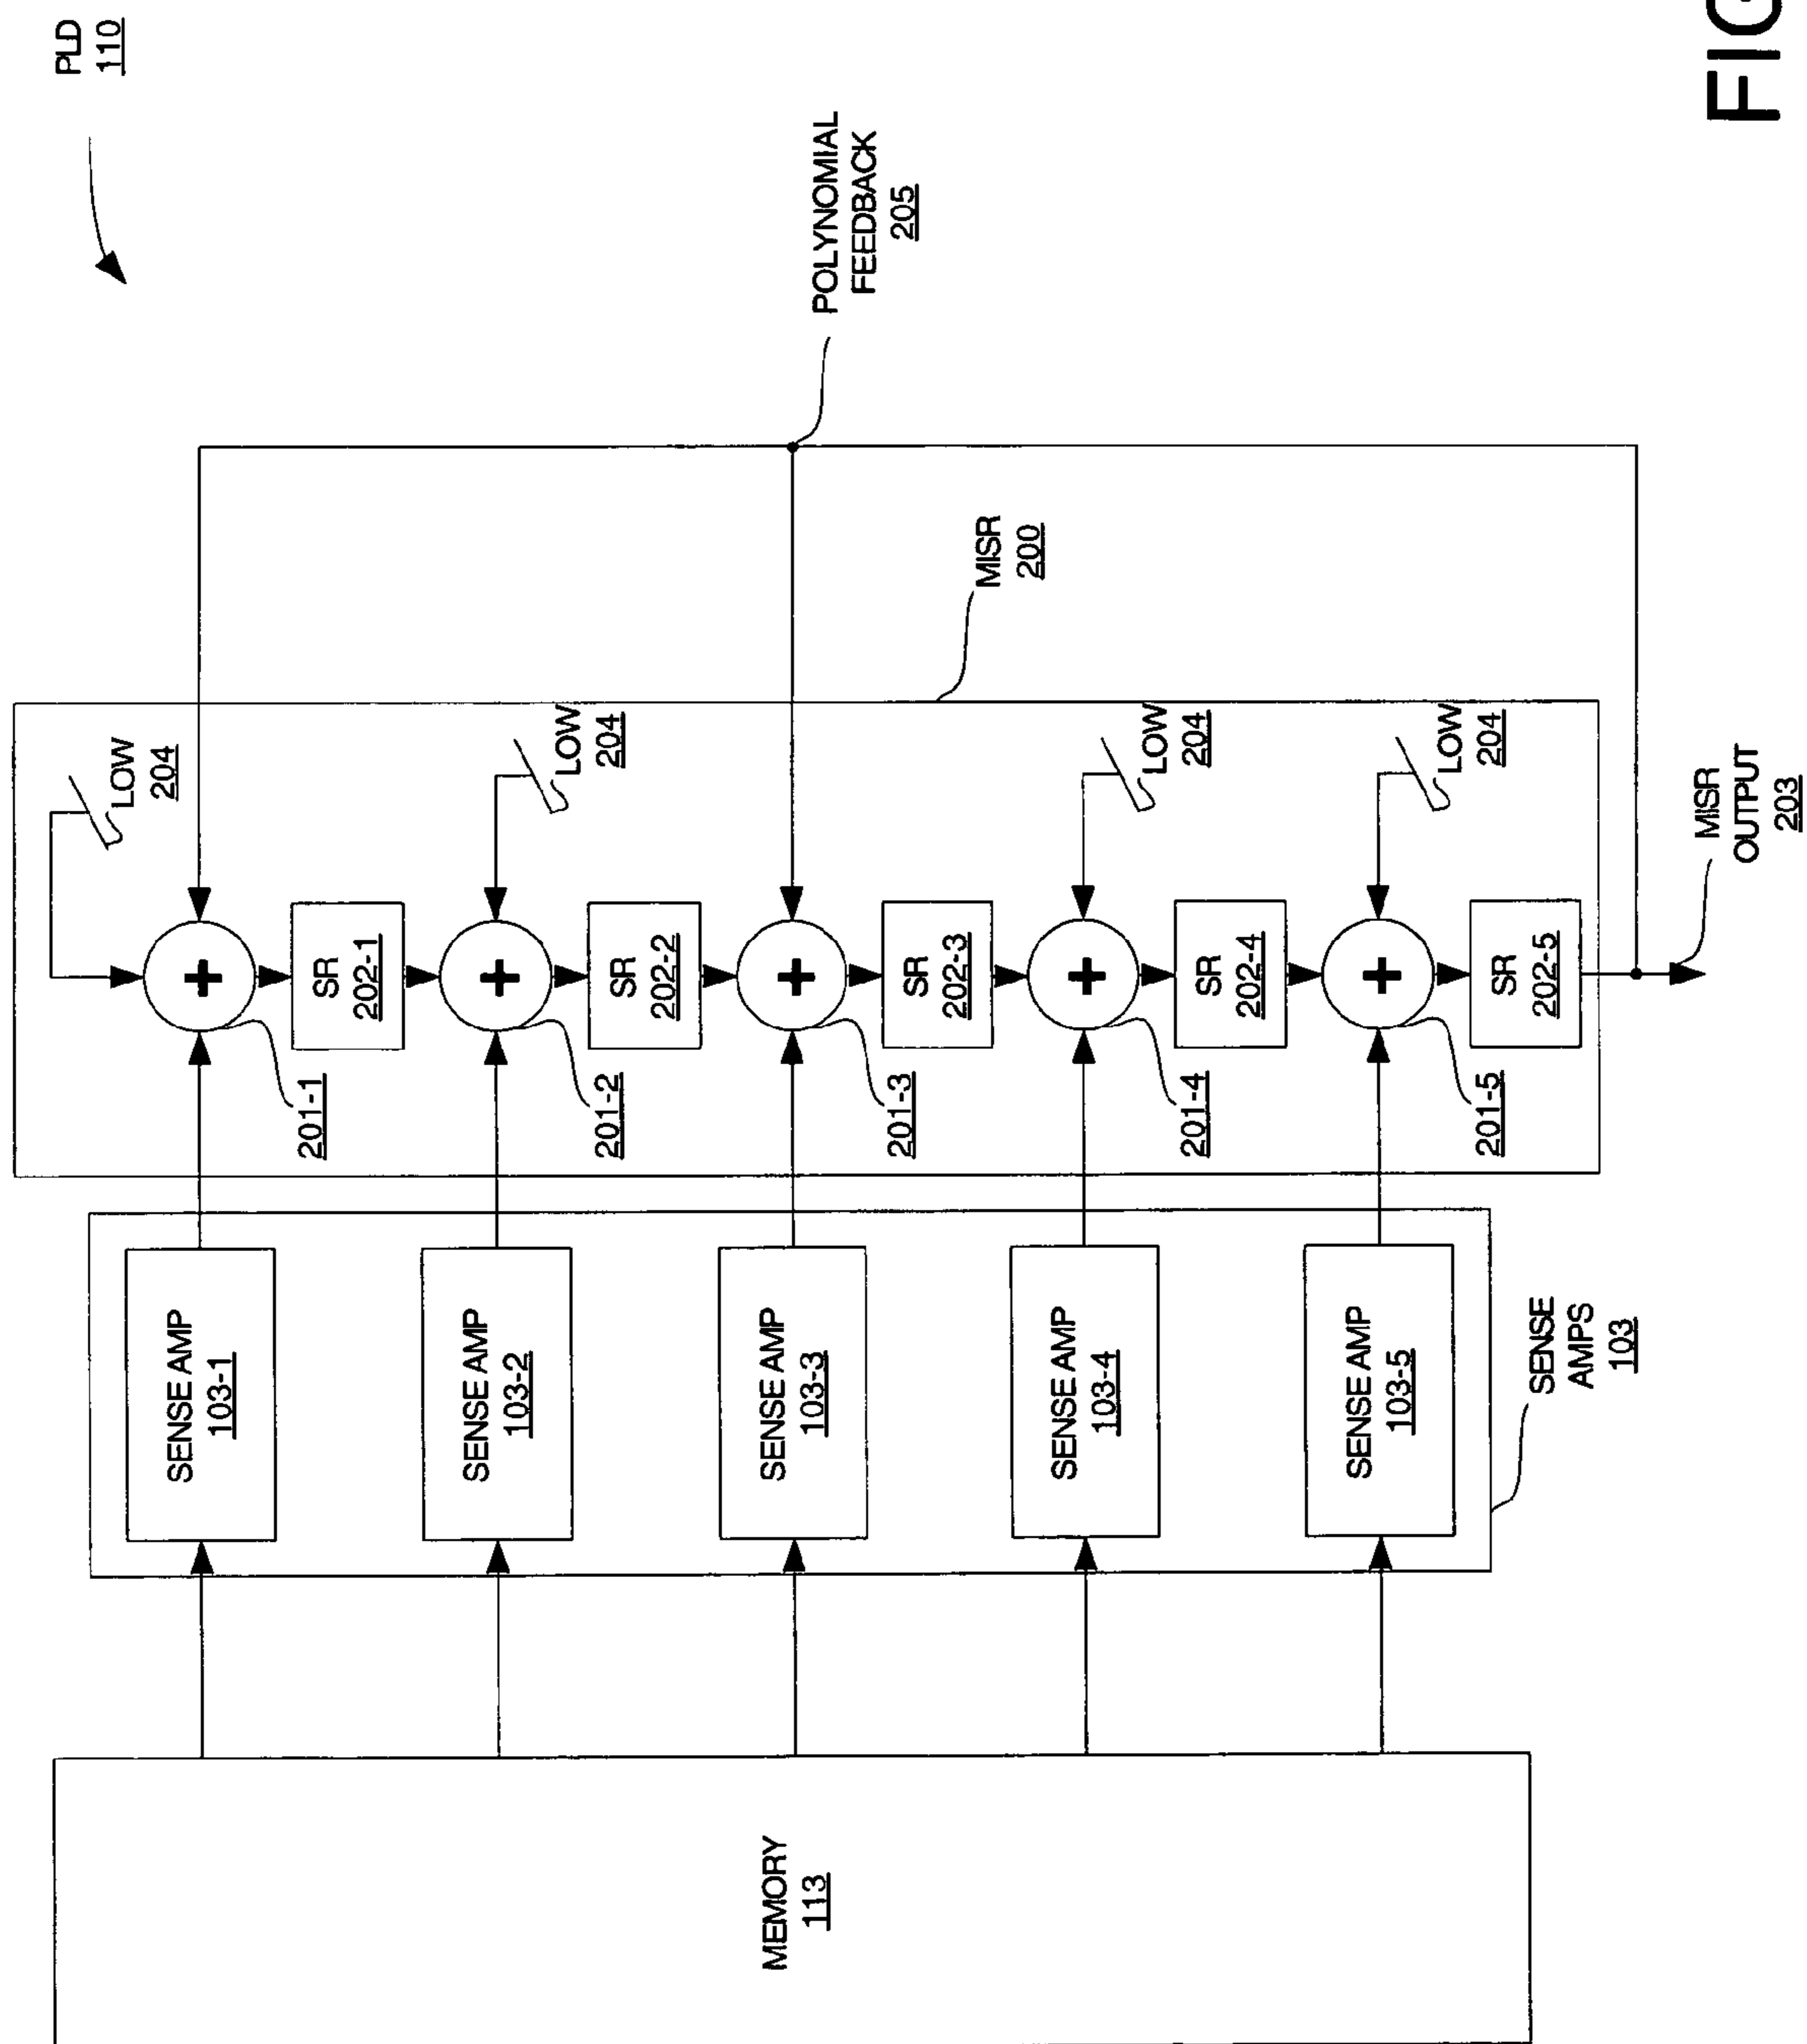 PLD
110
POLYNOMIAL
FEEDBACK
205
MISR
200
LOW
204
LOW
204
LOW
204
LOW
204
MISR
OUTPUT
203
+
+
+
+
+
SR
202-1
SR
202-2
SR
202-3
SR
202-4
SR
202-5
201-1
201-2
201-3
201-4
201-5
SENSE AMP
103-1
SENSE AMP
103-2
SENSE AMP
103-3
SENSE AMP
103-4
SENSE AMP
103-5
SENSE
AMPS
103
MEMORY
113
FIG